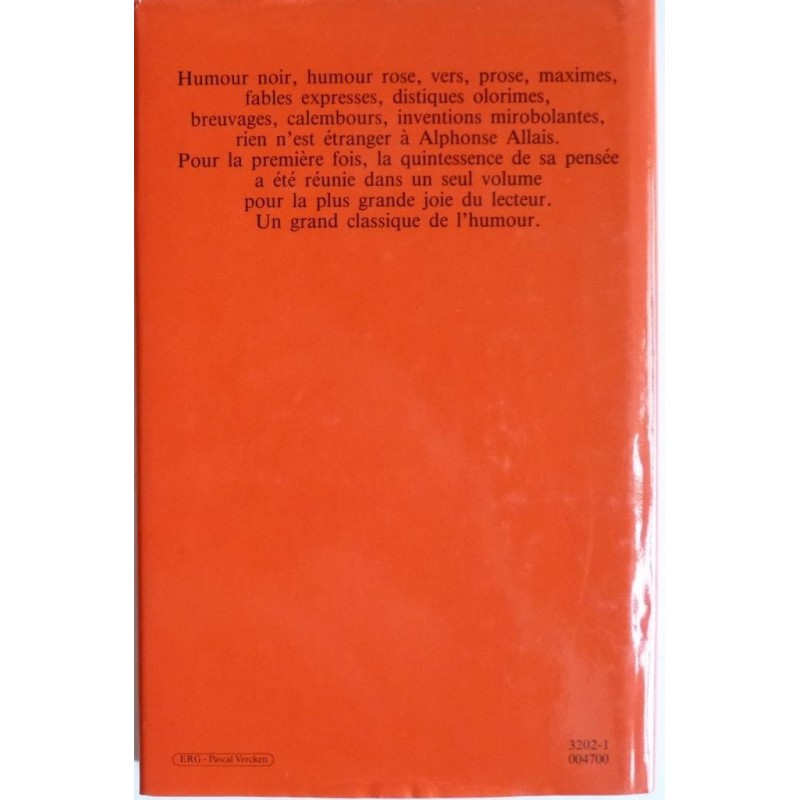 Humour noir, humour rose, vers, prose, maximes,
fables expresses, distiques olorimes,
breuvages, calembours, inventions mirobolantes,
rien n'est étranger à Alphonse Allais.
Pour la première fois, la quintessence de sa pensée
a été réunie dans un seul volume
pour la plus grande joie du lecteur.
Un grand classique de l'humour.
ERG - Pascal Vercken
3202-1
004700